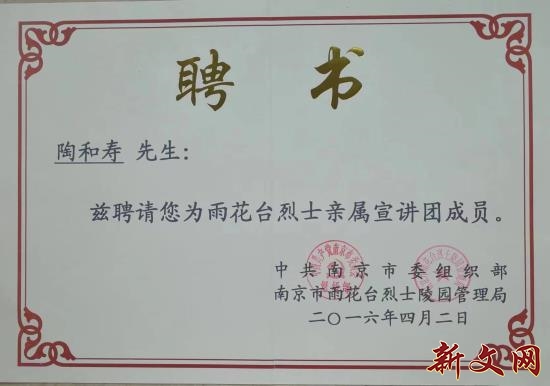 聘书
陶和寿 先生：
兹聘请您为雨花台烈士亲属宣讲团成员。
中共南京市委组织部
南京市雨花台烈士陵园管理局
二〇一六年四月二日
新文网